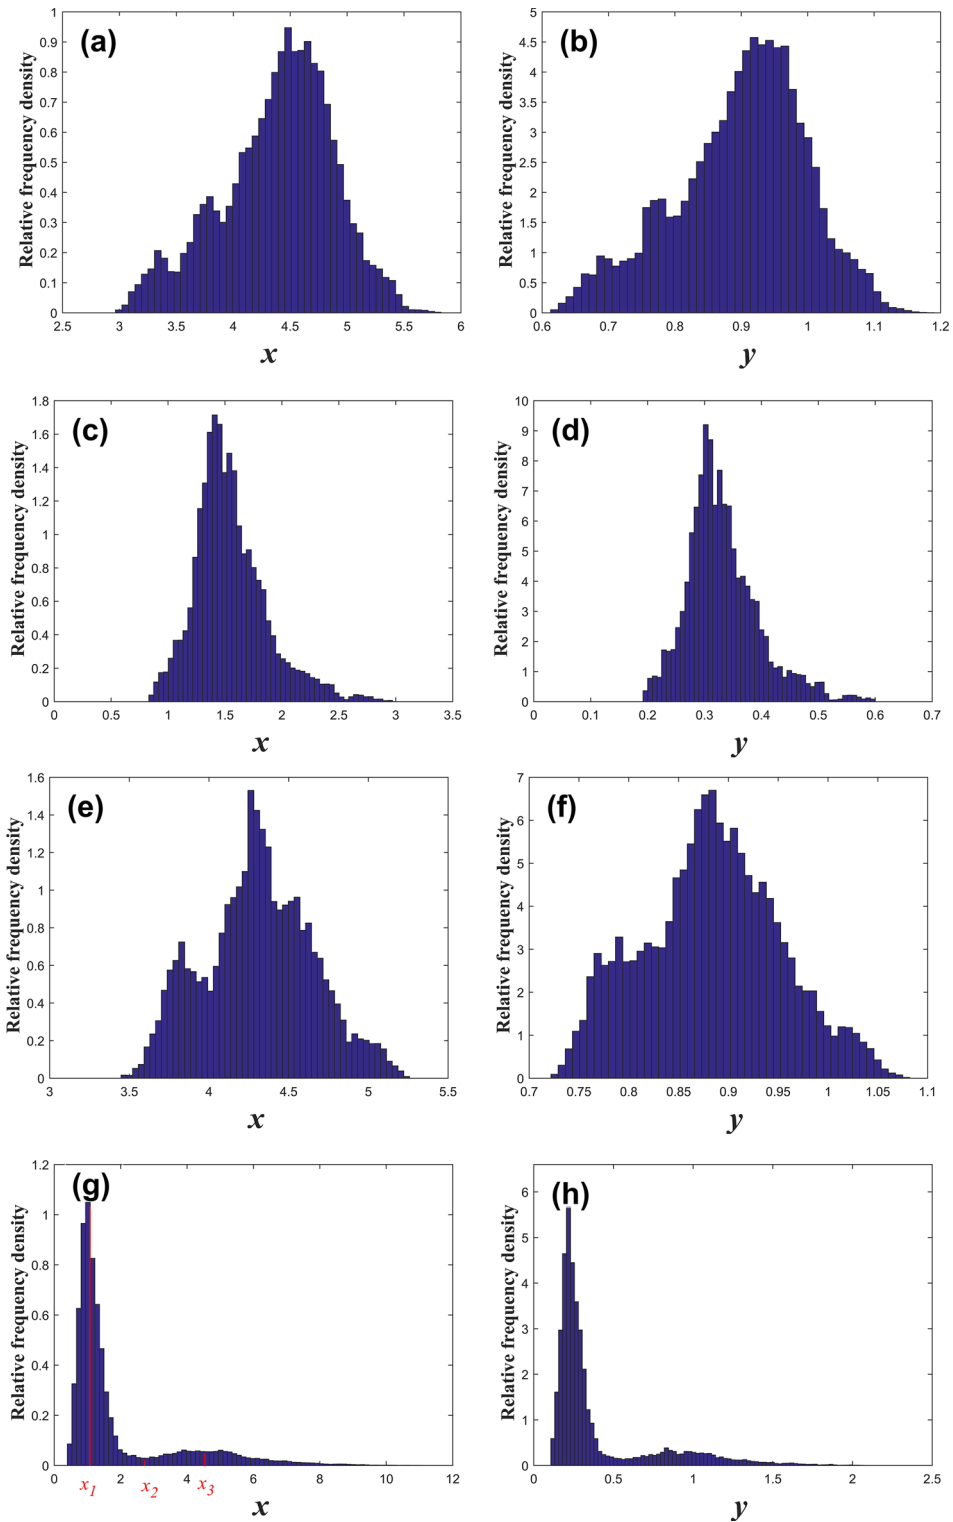 (a)
Relative frequency density
1
0.9
0.8
0.7
0.6
0.5
0.4
0.3
0.2
0.1
0
2.5 3 3.5 4 4.5 5 5.5 6
x
(b)
Relative frequency density
5
4.5
4
3.5
3
2.5
2
1.5
1
0.5
0
0.6 0.7 0.8 0.9 1 1.1 1.2
y
(c)
Relative frequency density
1.8
1.6
1.4
1.2
1
0.8
0.6
0.4
0.2
0
0 0.5 1 1.5 2 2.5 3 3.5
x
(d)
Relative frequency density
10
9
8
7
6
5
4
3
2
1
0
0 0.1 0.2 0.3 0.4 0.5 0.6 0.7
y
(e)
Relative frequency density
1.6
1.4
1.2
1
0.8
0.6
0.4
0.2
0
3 3.5 4 4.5 5 5.5
x
(f)
Relative frequency density
7
6
5
4
3
2
1
0
0.7 0.75 0.8 0.85 0.9 0.95 1 1.05 1.1
y
(g)
Relative frequency density
1.2
1
0.8
0.6
0.4
0.2
0
0 2 4 6 8 10 12
x1 x2 x3
x
(h)
Relative frequency density
6
5
4
3
2
1
0
0 0.5 1 1.5 2 2.5
y